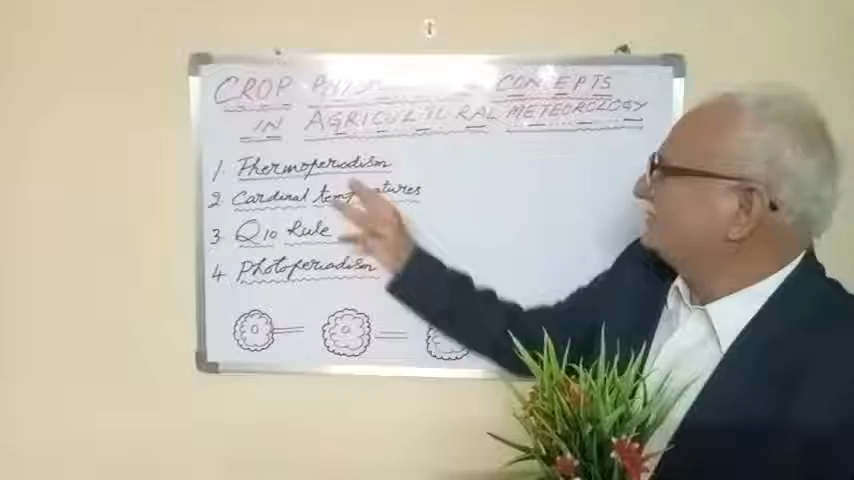 CROP CONCEPTS
IN AGRICULTURAL METEOROLOGY
1. Thermoperiodism
2 Cardinal temperatures
3 Q10 Rule
4 Photoperiodism